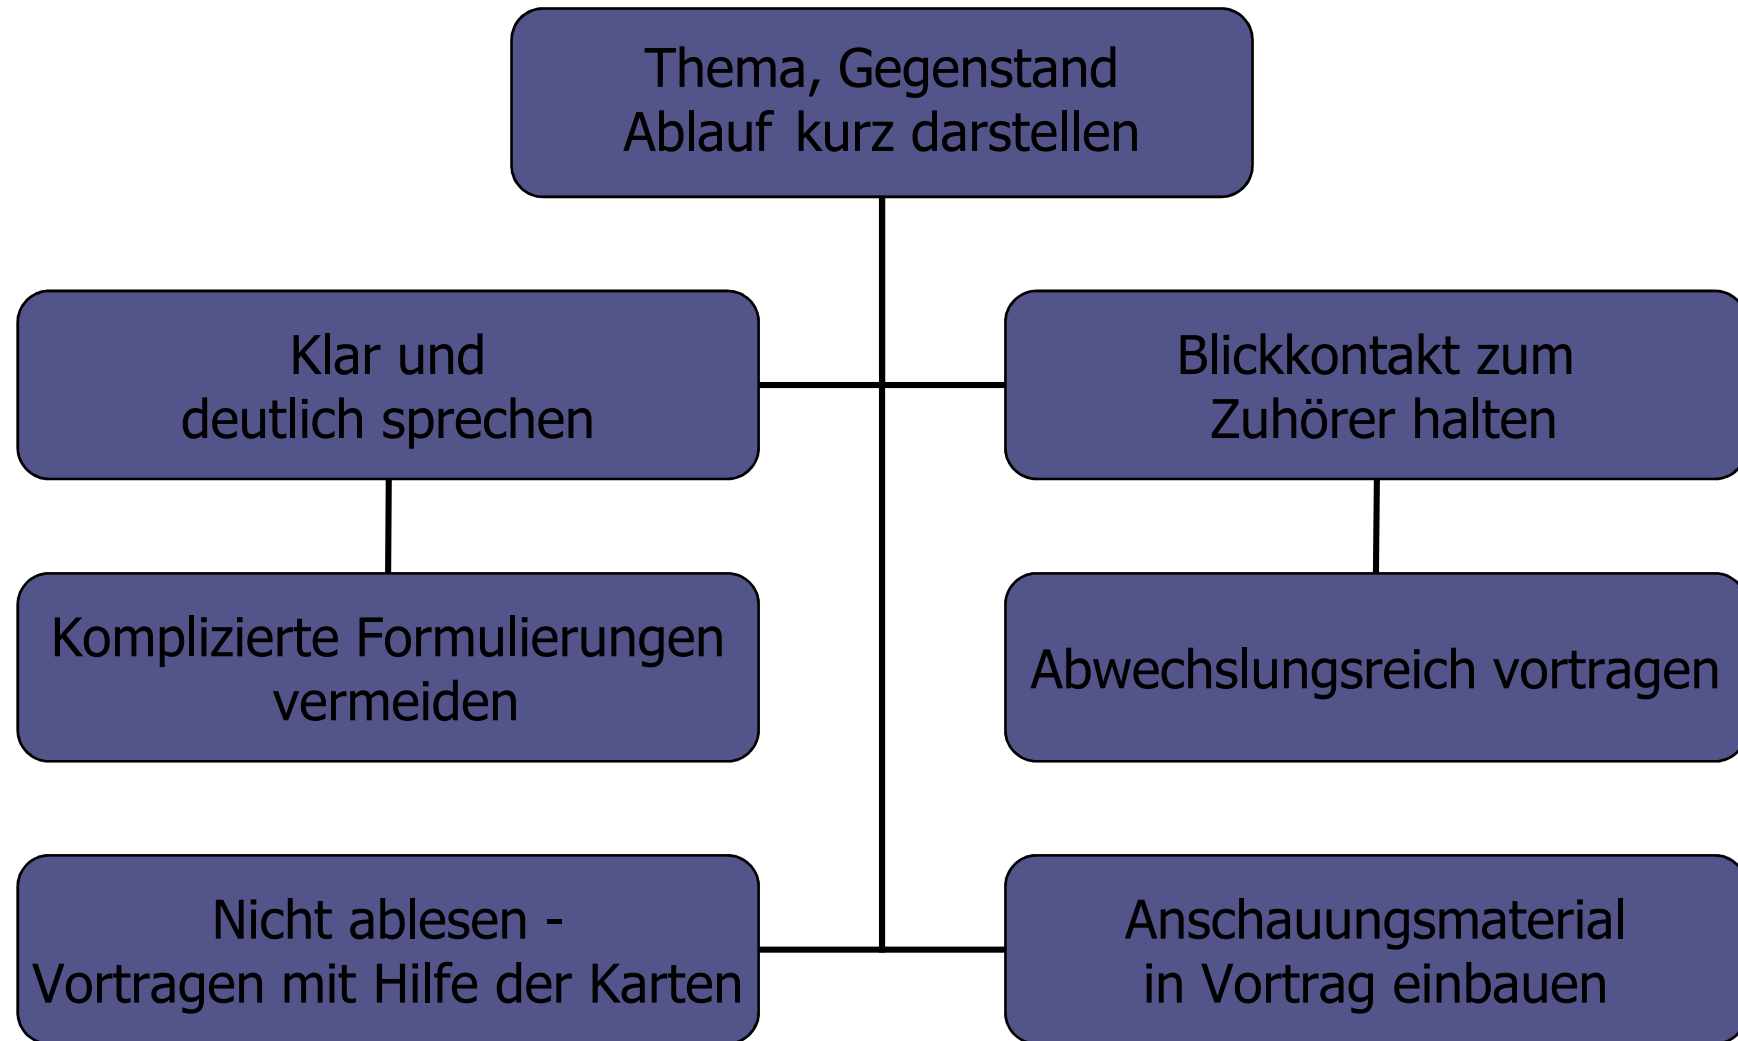 Thema, Gegenstand
Ablauf kurz darstellen
Klar und
deutlich sprechen
Blickkontakt zum
Zuhörer halten
Komplizierte Formulierungen
vermeiden
Abwechslungsreich vortragen
Nicht ablesen -
Vortragen mit Hilfe der Karten
Anschauungsmaterial
in Vortrag einbauen